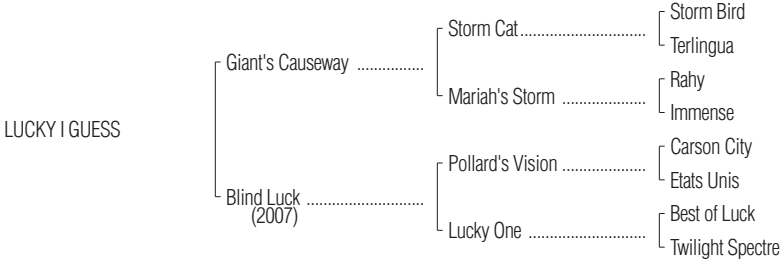 Storm Bird
Storm Cat..............................
Terlingua
Giant's Causeway ................
Rahy
Mariah's Storm ....................
Immense
LUCKY I GUESS
Carson City
Pollard's Vision ....................
Etats Unis
Blind Luck ............................
(2007)
Best of Luck
Lucky One ............................
Twilight Spectre